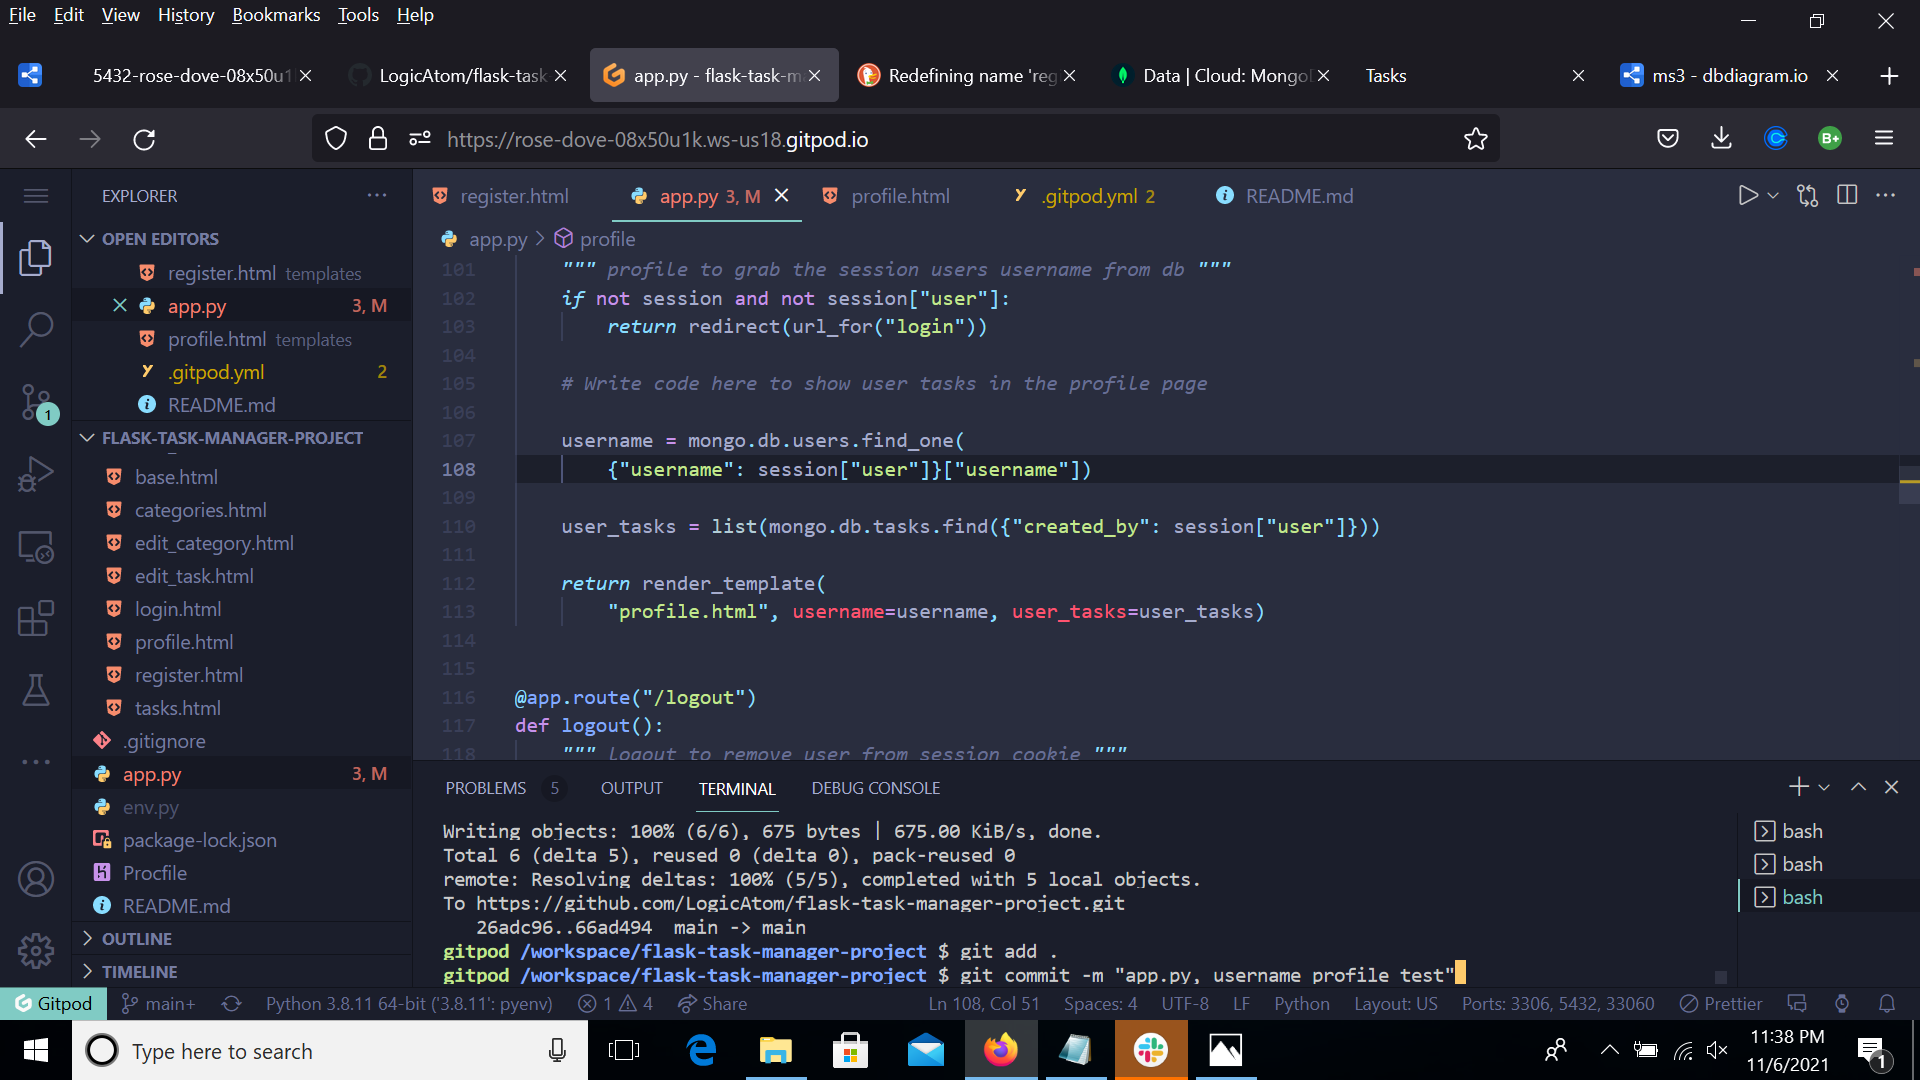 File Edit View History Bookmarks Tools Help
5432-rose-dove-08x50u1
LogicAtom/flask-task
app.py - flask-task-m
Redefining name 'reg
Data | Cloud: MongoD
Tasks
ms3 - dbdiagram.io
https://rose-dove-08x50u1k.ws-us18.gitpod.io
B+
EXPLORER
OPEN EDITORS
register.html templates
app.py 3, M
profile.html templates
.gitpod.yml 2
README.md
FLASK-TASK-MANAGER-PROJECT
base.html
categories.html
edit_category.html
edit_task.html
login.html
profile.html
register.html
tasks.html
.gitignore
app.py 3, M
env.py
package-lock.json
Procfile
README.md
OUTLINE
TIMELINE
1
register.html app.py 3, M profile.html .gitpod.yml 2 README.md
app.py > profile
101 """ profile to grab the session users username from db """
102 if not session and not session["user"]:
103 return redirect(url_for("login"))
104
105 # Write code here to show user tasks in the profile page
106
107 username = mongo.db.users.find_one(
108 {"username": session["user"]}["username"])
109
110 user_tasks = list(mongo.db.tasks.find({"created_by": session["user"]}))
111
112 return render_template(
113 "profile.html", username=username, user_tasks=user_tasks)
114
115
116 @app.route("/logout")
117 def logout():
118 """ logout to remove user from session cookie """
PROBLEMS 5 OUTPUT TERMINAL DEBUG CONSOLE
Writing objects: 100% (6/6), 675 bytes | 675.00 KiB/s, done.
Total 6 (delta 5), reused 0 (delta 0), pack-reused 0
remote: Resolving deltas: 100% (5/5), completed with 5 local objects.
To https://github.com/LogicAtom/flask-task-manager-project.git
26adc96..66ad494 main -> main
gitpod /workspace/flask-task-manager-project $ git add .
gitpod /workspace/flask-task-manager-project $ git commit -m "app.py, username profile test"
bash
bash
bash
Gitpod main+ Python 3.8.11 64-bit ('3.8.11': pyenv) 1 4 Share Ln 108, Col 51 Spaces: 4 UTF-8 LF Python Layout: US Ports: 3306, 5432, 33060 Prettier
Type here to search
11:38 PM
11/6/2021
1